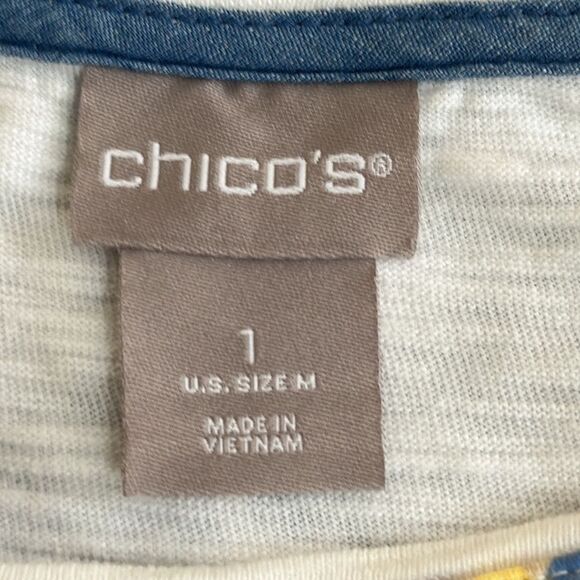 chico's®
1
U.S. SIZE M
MADE IN
VIETNAM